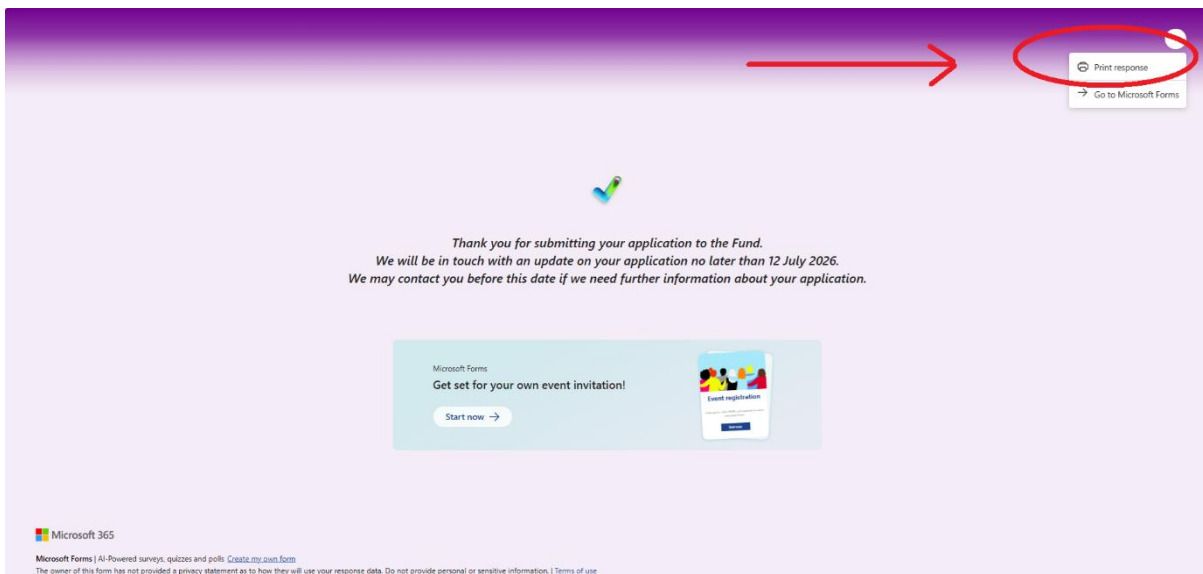 Print response
Go to Microsoft Forms
Thank you for submitting your application to the Fund.
We will be in touch with an update on your application no later than 12 July 2026.
We may contact you before this date if we need further information about your application.
Microsoft Forms
Get set for your own event invitation!
Start now
Event registration
Microsoft 365
Microsoft Forms | AI-Powered surveys, quizzes and polls Create my own form
The owner of this form has not provided a privacy statement as to how they will use your response data. Do not provide personal or sensitive information. | Terms of use